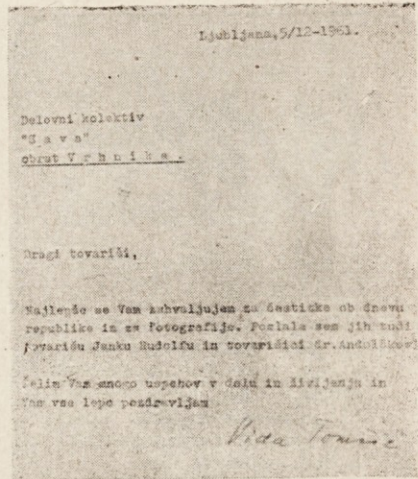 Ljubljana,5/12-1961.
Delovni kolektiv
"S a v a"
obrat V r h n i k a .
Dragi tovariši,
Najlepše se Vam zahvaljujem za čestitke ob dnevu
republike in za fotografije. Poslala sem jih tudi
tovarišu Janku Rudolfu in tovarišici dr.
Želim Vam mnogo uspehov v delu in življenju in
Vam vse lepo pozdravljam
Vida Tomšič